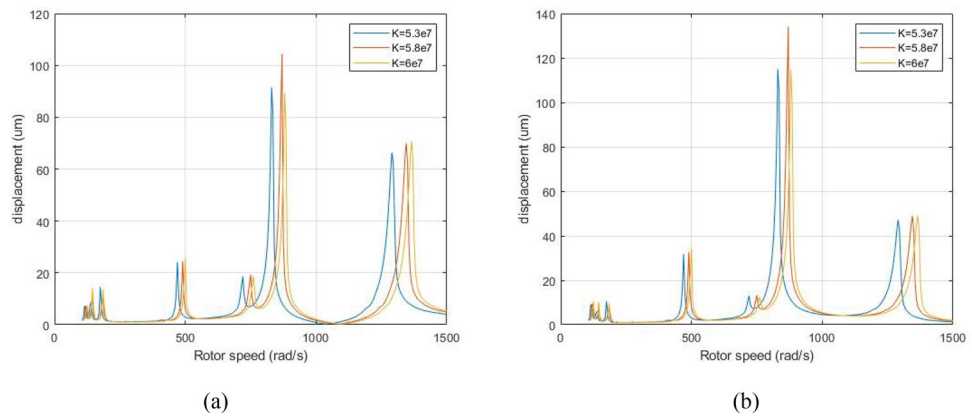 120
100
80
60
40
20
0
displacement (um)
0 500 1000 1500
Rotor speed (rad/s)
K=5.3e7
K=5.8e7
K=6e7
(a)
140
120
100
80
60
40
20
0
displacement (um)
0 500 1000 1500
Rotor speed (rad/s)
K=5.3e7
K=5.8e7
K=6e7
(b)